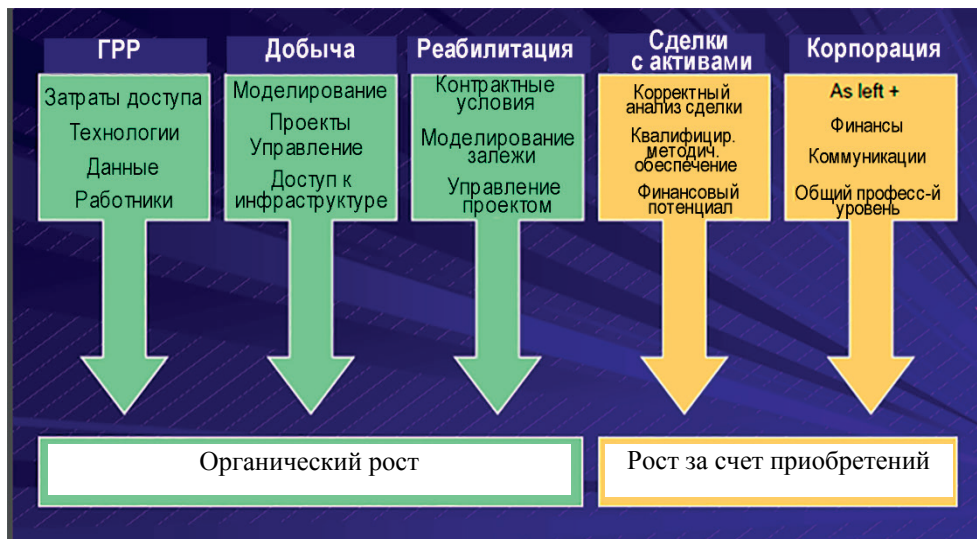 ГРР
Затраты доступа
Технологии
Данные
Работники
Добыча
Моделирование
Проекты
Управление
Доступ к
инфраструктуре
Реабилитация
Контрактные
условия
Моделирование
залежи
Управление
проектом
Сделки
с активами
Корректный
анализ сделки
Квалифицир.
методич.
обеспечение
Финансовый
потенциал
Корпорация
As left +
Финансы
Коммуникации
Общий професс-й
уровень
Органический рост
Рост за счет приобретений